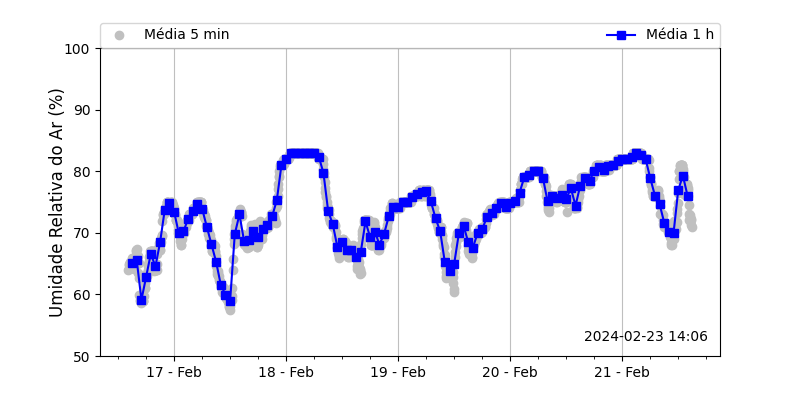 Média 5 min
Média 1 h
Umidade Relativa do Ar (%)
100
90
80
70
60
50
2024-02-23 14:06
17 - Feb
18 - Feb
19 - Feb
20 - Feb
21 - Feb